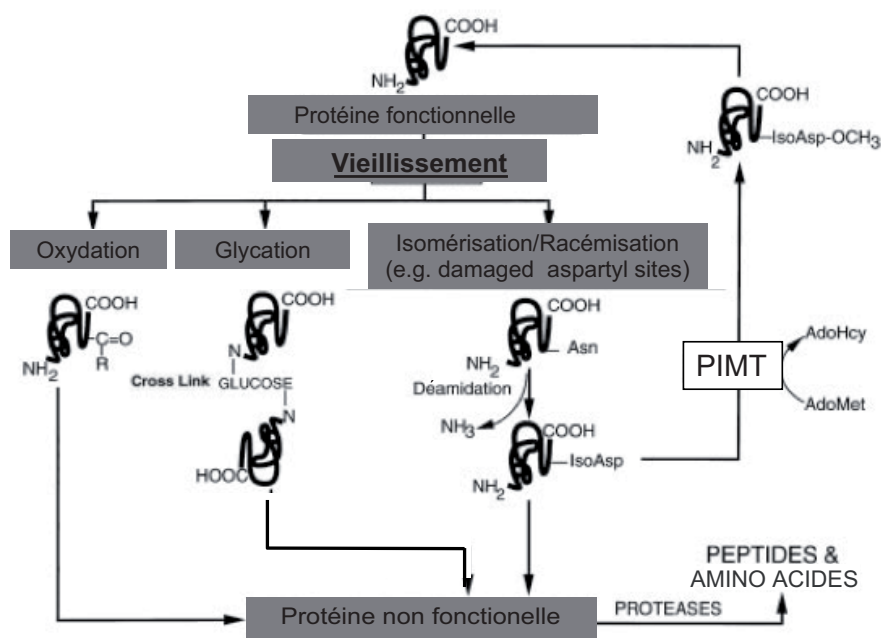 COOH
NH2
Protéine fonctionnelle
COOH
IsoAsp-OCH3
NH2
Vieillissement
Oxydation
Glycation
Isomérisation/Racémisation
(e.g. damaged aspartyl sites)
COOH
C=O
R
NH2
COOH
N
Cross Link
GLUCOSE
N
HOOC
COOH
Asn
NH2
Déamidation
NH3
COOH
IsoAsp
NH2
PIMT
AdoHcy
AdoMet
PEPTIDES &
AMINO ACIDES
Protéine non fonctionelle
PROTEASES